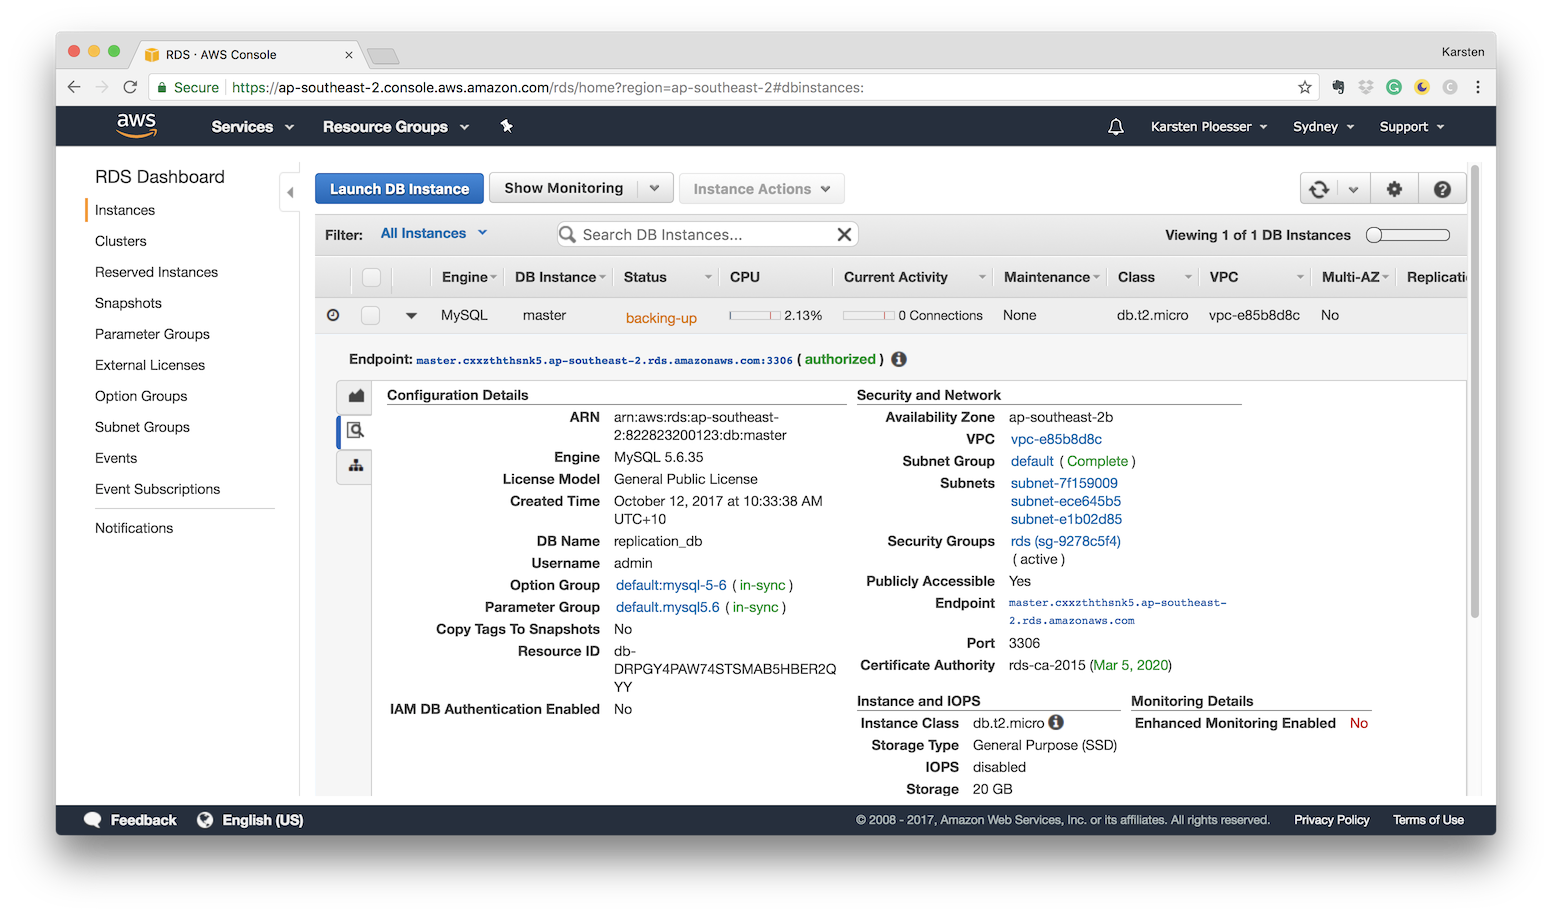 RDS · AWS Console
Karsten
Secure https://ap-southeast-2.console.aws.amazon.com/rds/home?region=ap-southeast-2#dbinstances:
aws Services Resource Groups Karsten Ploesser Sydney Support
RDS Dashboard
Instances
Clusters
Reserved Instances
Snapshots
Parameter Groups
External Licenses
Option Groups
Subnet Groups
Events
Event Subscriptions
Notifications
Launch DB Instance Show Monitoring Instance Actions
Filter: All Instances Search DB Instances... Viewing 1 of 1 DB Instances
Engine DB Instance Status CPU Current Activity Maintenance Class VPC Multi-AZ Replicati
MySQL master backing-up 2.13% 0 Connections None db.t2.micro vpc-e85b8d8c No
Endpoint: master.cxxzththsnk5.ap-southeast-2.rds.amazonaws.com:3306 ( authorized )
Configuration Details
ARN arn:aws:rds:ap-southeast-
2:822823200123:db:master
Engine MySQL 5.6.35
License Model General Public License
Created Time October 12, 2017 at 10:33:38 AM
UTC+10
DB Name replication_db
Username admin
Option Group default:mysql-5-6 ( in-sync )
Parameter Group default.mysql5.6 ( in-sync )
Copy Tags To Snapshots No
Resource ID db-
DRPGY4PAW74STSMAB5HBER2Q
YY
IAM DB Authentication Enabled No
Security and Network
Availability Zone ap-southeast-2b
VPC vpc-e85b8d8c
Subnet Group default ( Complete )
Subnets subnet-7f159009
subnet-ece645b5
subnet-e1b02d85
Security Groups rds (sg-9278c5f4)
( active )
Publicly Accessible Yes
Endpoint master.cxxzththsnk5.ap-southeast-
2.rds.amazonaws.com
Port 3306
Certificate Authority rds-ca-2015 (Mar 5, 2020)
Instance and IOPS
Instance Class db.t2.micro
Storage Type General Purpose (SSD)
IOPS disabled
Storage 20 GB
Monitoring Details
Enhanced Monitoring Enabled No
Feedback English (US) © 2008 - 2017, Amazon Web Services, Inc. or its affiliates. All rights reserved. Privacy Policy Terms of Use